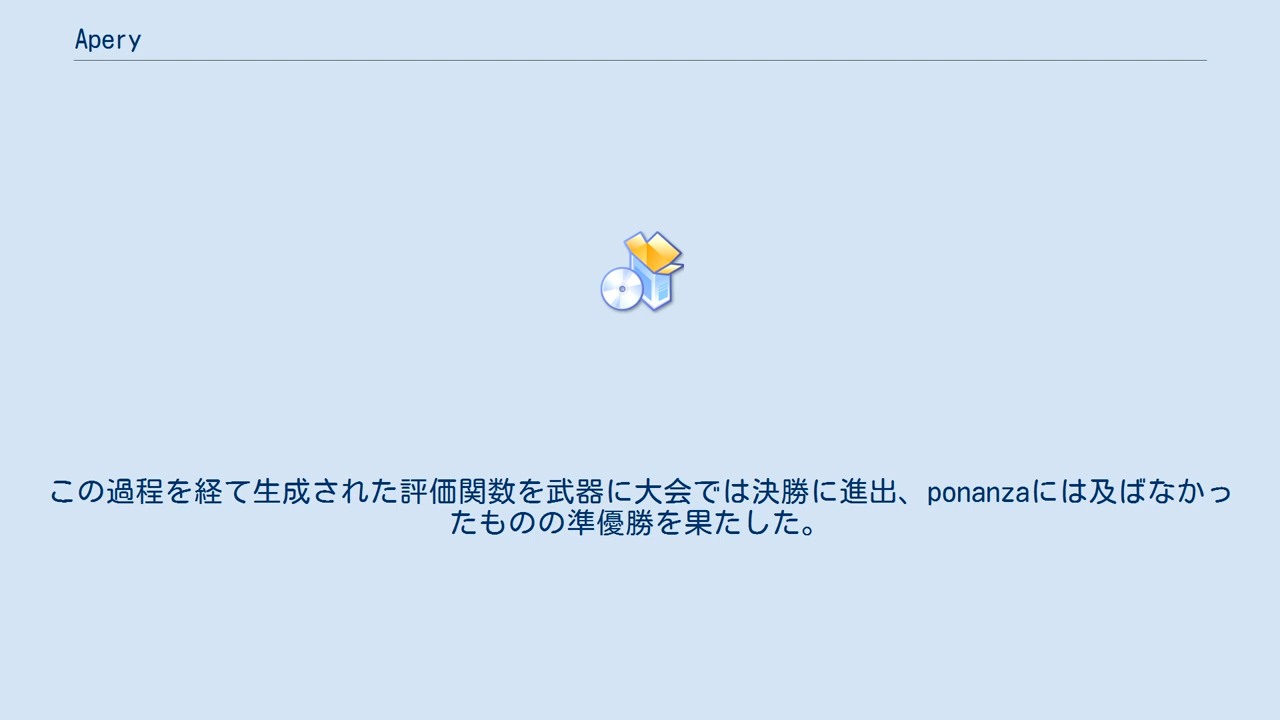 Apery
この過程を経て生成された評価関数を武器に大会では決勝に進出、ponanzaには及ばなかっ
たものの準優勝を果たした。